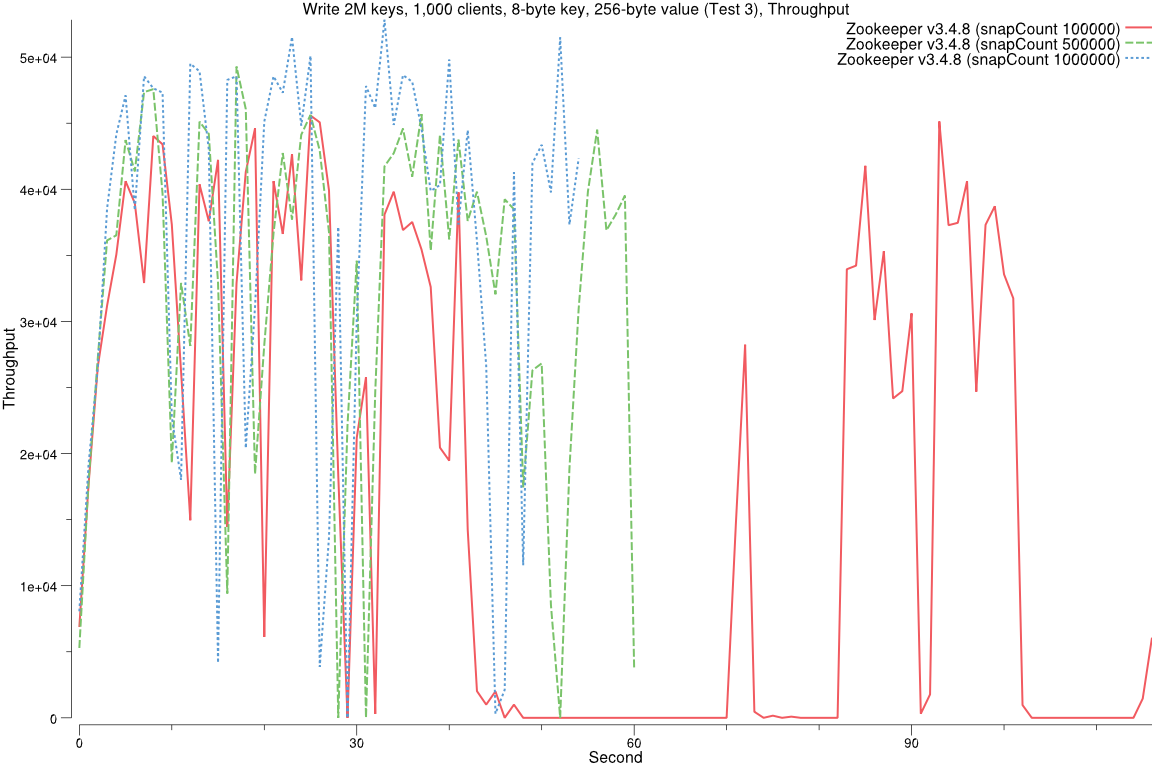 Write 2M keys, 1,000 clients, 8-byte key, 256-byte value (Test 3), Throughput
Zookeeper v3.4.8 (snapCount 100000)
Zookeeper v3.4.8 (snapCount 500000)
Zookeeper v3.4.8 (snapCount 1000000)
5e+04
4e+04
3e+04
2e+04
1e+04
0
Throughput
0 30 60 90
Second